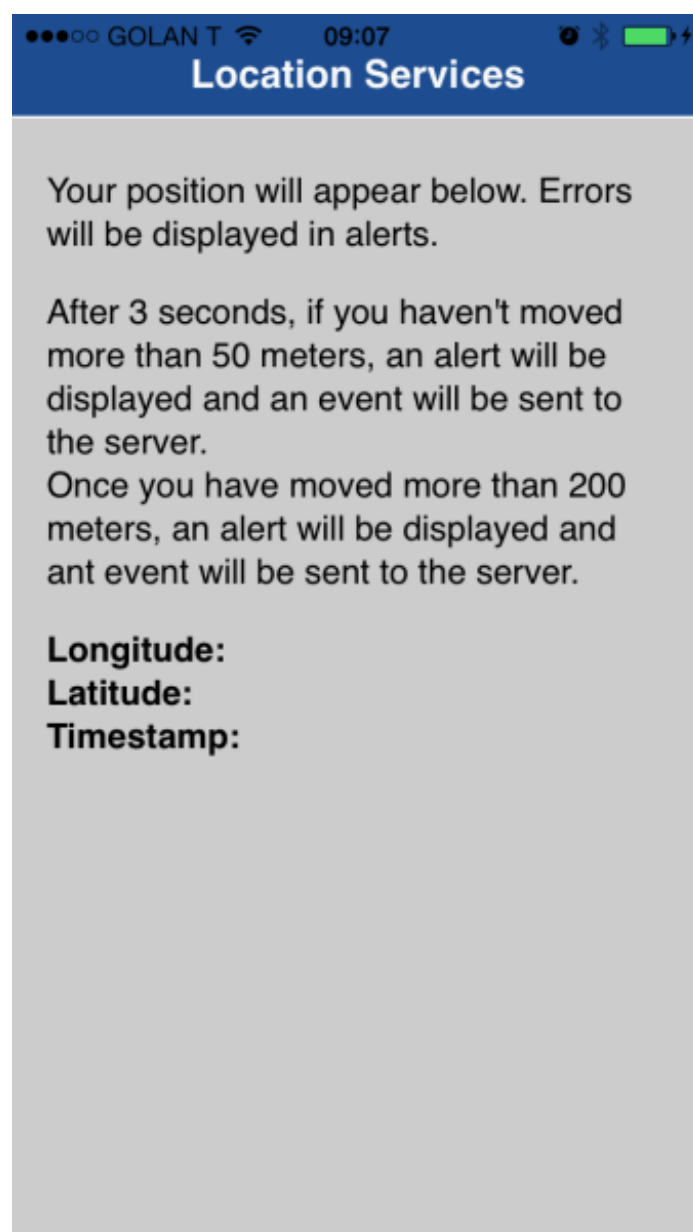 GOLAN T 09:07
Location Services
Your position will appear below. Errors
will be displayed in alerts.
After 3 seconds, if you haven't moved
more than 50 meters, an alert will be
displayed and an event will be sent to
the server.
Once you have moved more than 200
meters, an alert will be displayed and
ant event will be sent to the server.
Longitude:
Latitude:
Timestamp: